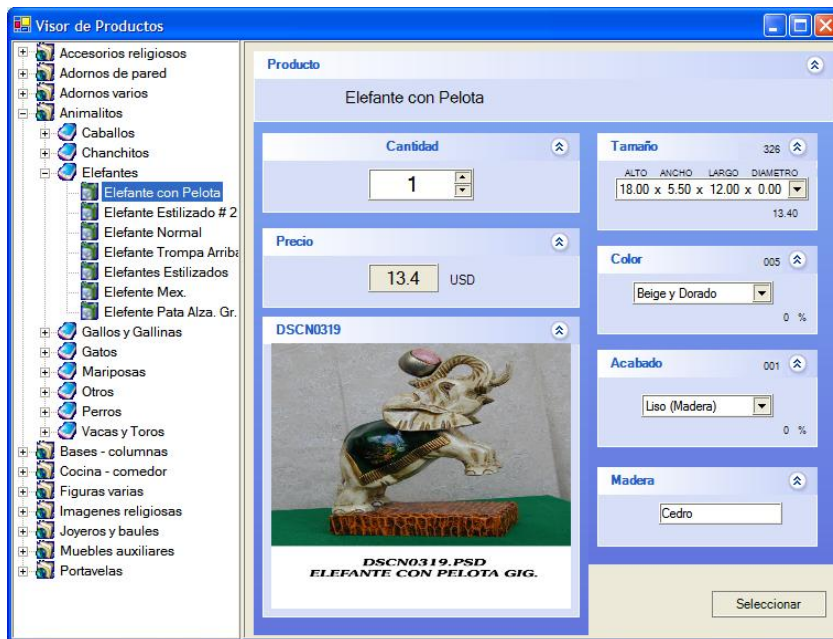 Visor de Productos
Accesorios religiosos
Adornos de pared
Adornos varios
Animalitos
Caballos
Chanchitos
Elefantes
Elefante con Pelota
Elefante Estilizado # 2
Elefante Normal
Elefante Trompa Arriba
Elefantes Estilizados
Elefente Mex.
Elefente Pata Alza. Gr.
Gallos y Gallinas
Gatos
Mariposas
Otros
Perros
Vacas y Toros
Bases - columnas
Cocina - comedor
Figuras varias
Imagenes religiosas
Joyeros y baules
Muebles auxiliares
Portavelas
Producto
Elefante con Pelota
Cantidad
1
Precio
13.4 USD
DSCN0319
DSCN0319.PSD
ELEFANTE CON PELOTA GIG.
Tamaño 326
ALTO ANCHO LARGO DIAMETRO
18.00 x 5.50 x 12.00 x 0.00
13.40
Color 005
Beige y Dorado
0 %
Acabado 001
Liso (Madera)
0 %
Madera
Cedro
Seleccionar